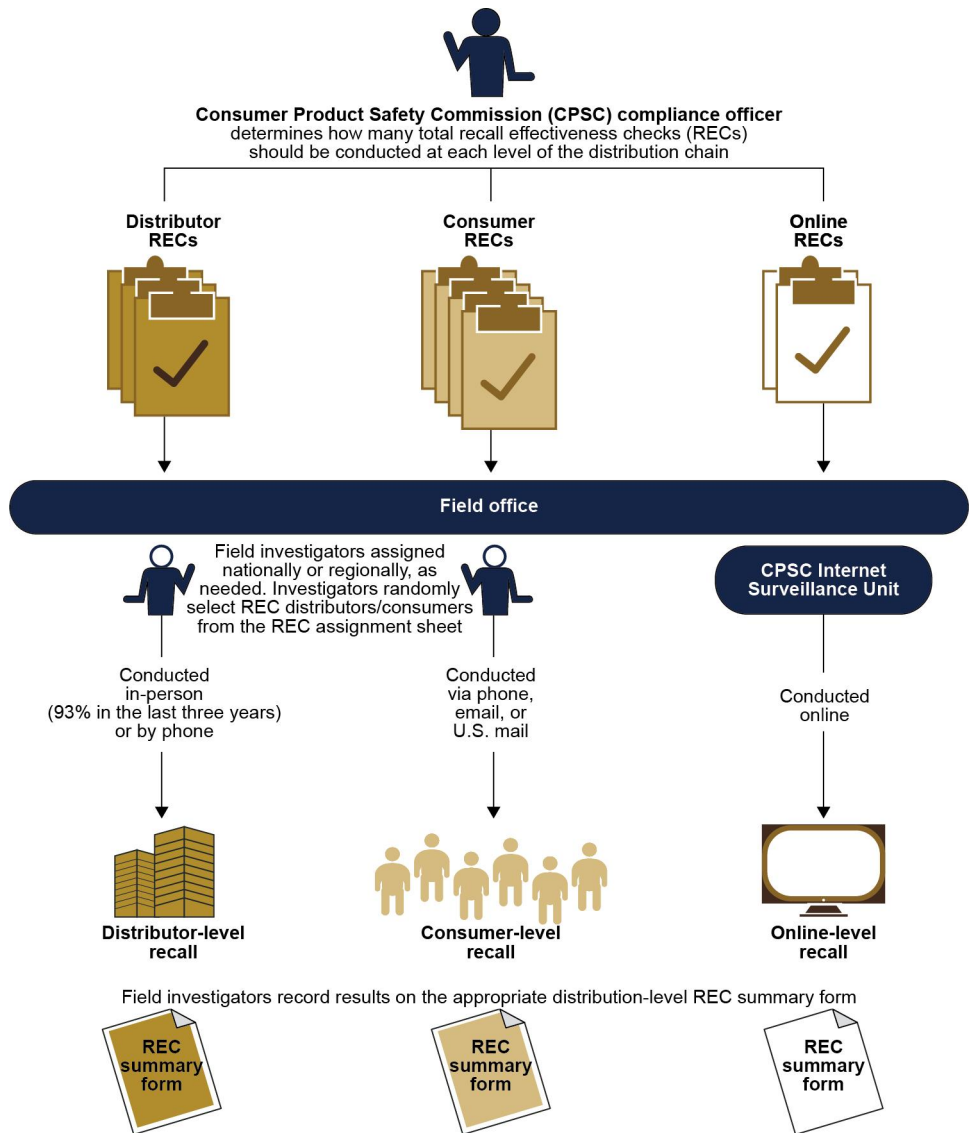 Consumer Product Safety Commission (CPSC) compliance officer
determines how many total recall effectiveness checks (RECs)
should be conducted at each level of the distribution chain
Distributor
RECs
Consumer
RECs
Online
RECs
Field office
Field investigators assigned
nationally or regionally, as
needed. Investigators randomly
select REC distributors/consumers
from the REC assignment sheet
CPSC Internet
Surveillance Unit
Conducted
in-person
(93% in the last three years)
or by phone
Conducted
via phone,
email, or
U.S. mail
Conducted
online
Distributor-level
recall
Consumer-level
recall
Online-level
recall
Field investigators record results on the appropriate distribution-level REC summary form
REC
summary
form
REC
summary
form
REC
summary
form